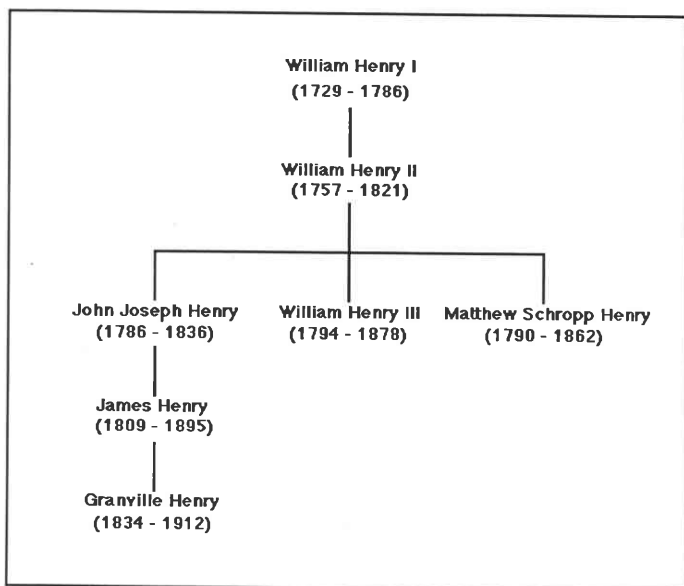 William Henry I
(1729 - 1786)
William Henry II
(1757 - 1821)
John Joseph Henry
(1786 - 1836)
William Henry III
(1794 - 1878)
Matthew Schropp Henry
(1790 - 1862)
James Henry
(1809 - 1895)
Granville Henry
(1834 - 1912)